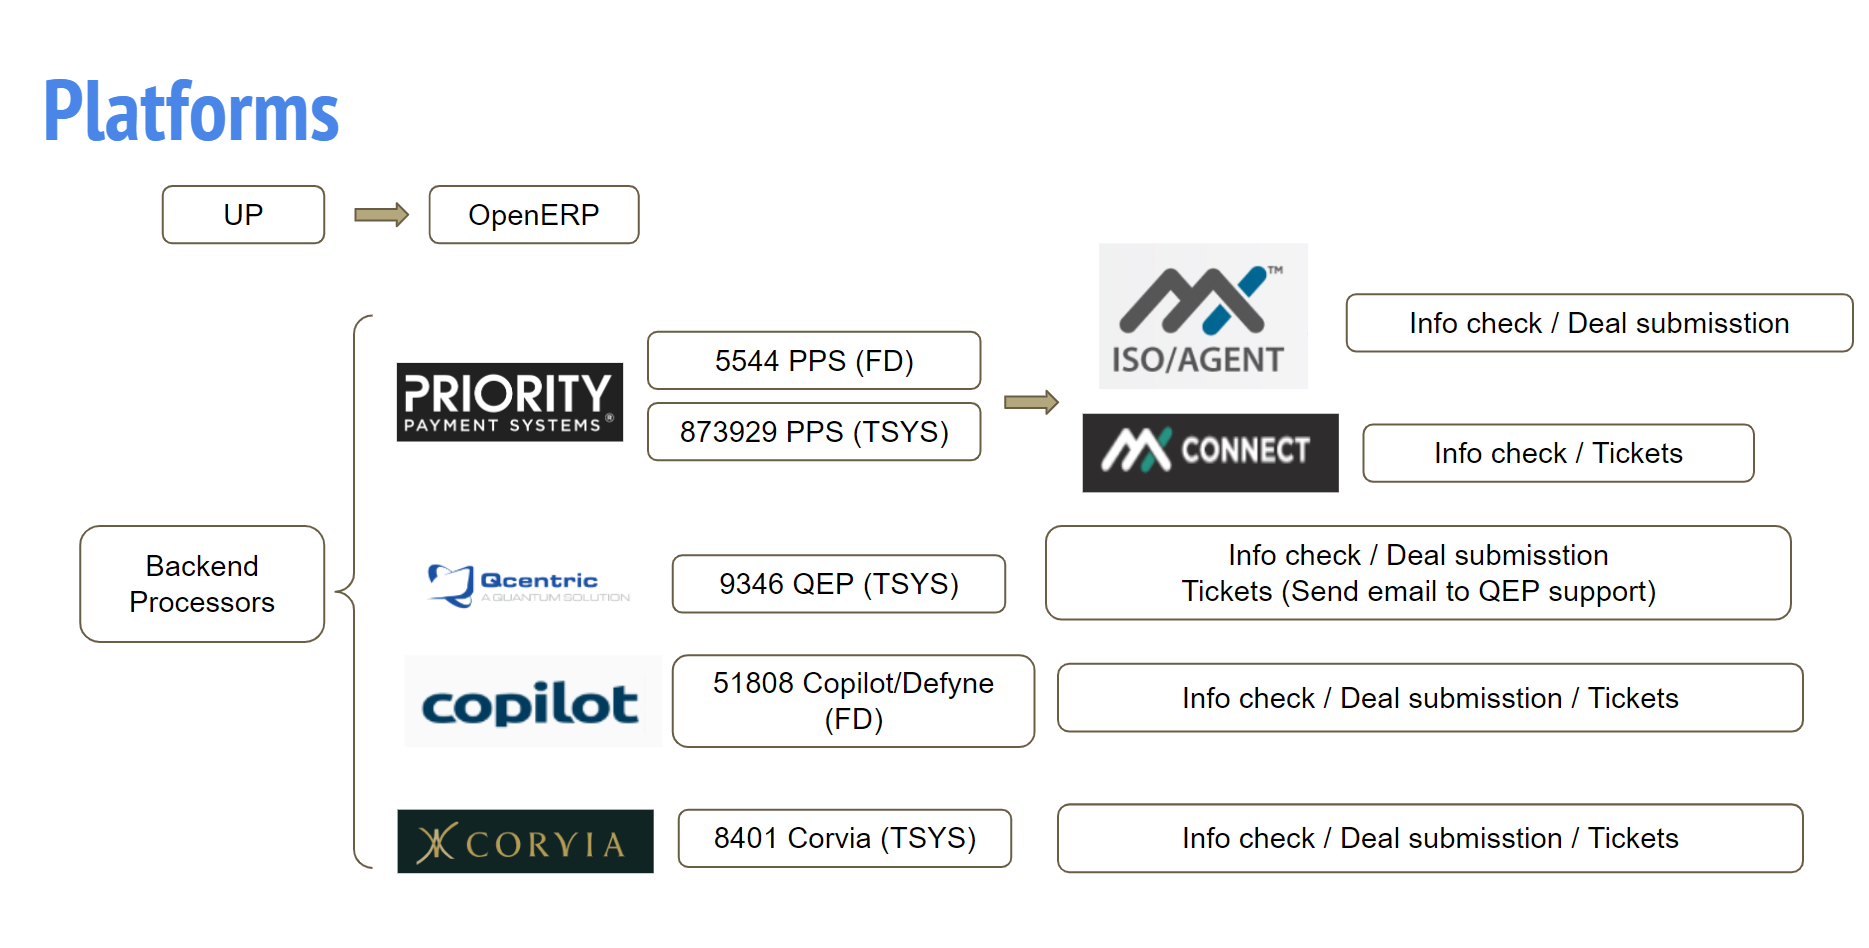 Platforms
UP
OpenERP
™
ISO/AGENT
Info check / Deal submisstion
PRIORITY
PAYMENT SYSTEMS®
5544 PPS (FD)
873929 PPS (TSYS)
MX CONNECT
Info check / Tickets
Backend
Processors
Qcentric
A QUANTUM SOLUTION
9346 QEP (TSYS)
Info check / Deal submisstion
Tickets (Send email to QEP support)
copilot
51808 Copilot/Defyne
(FD)
Info check / Deal submisstion / Tickets
CORVIA
8401 Corvia (TSYS)
Info check / Deal submisstion / Tickets